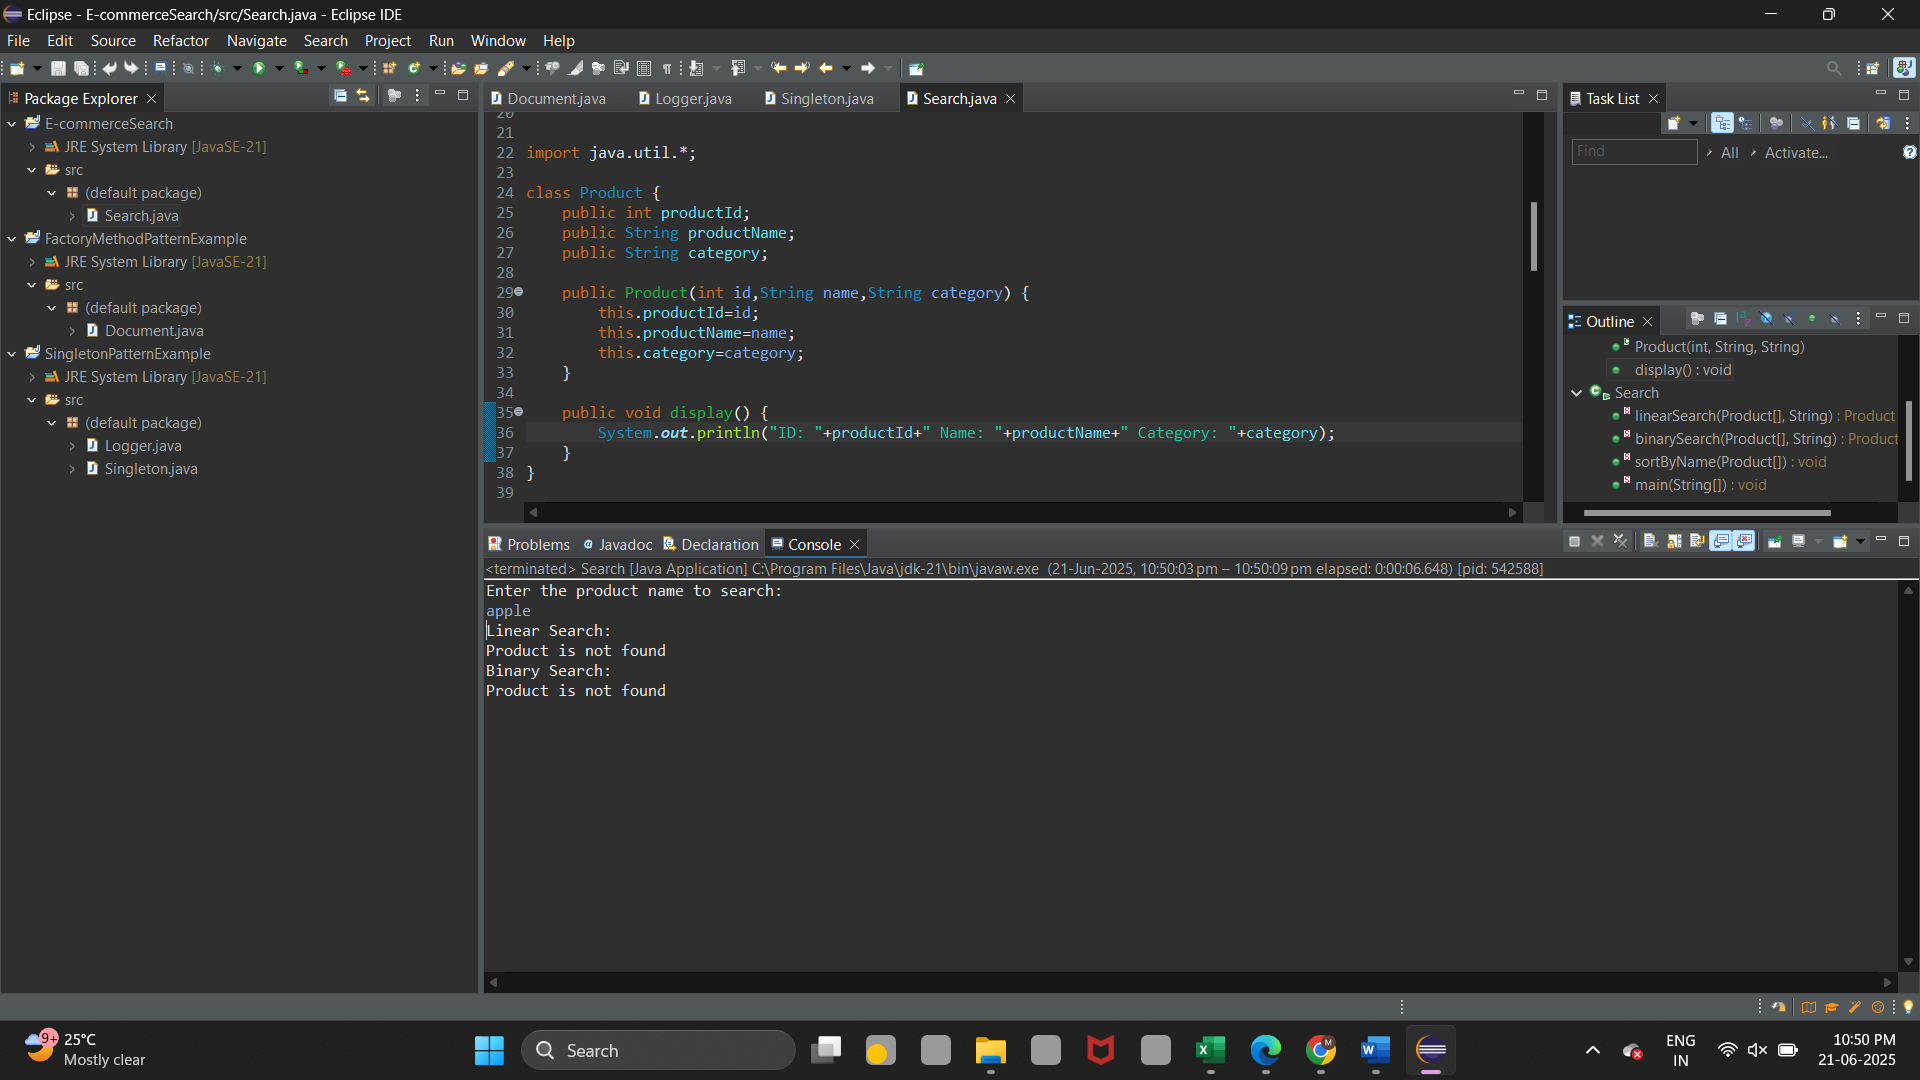 Eclipse - E-commerceSearch/src/Search.java - Eclipse IDE
File Edit Source Refactor Navigate Search Project Run Window Help
Package Explorer
E-commerceSearch
JRE System Library [JavaSE-21]
src
(default package)
Search.java
FactoryMethodPatternExample
JRE System Library [JavaSE-21]
src
(default package)
Document.java
SingletonPatternExample
JRE System Library [JavaSE-21]
src
(default package)
Logger.java
Singleton.java
Document.java Logger.java Singleton.java Search.java
20
21
22 import java.util.*;
23
24 class Product {
25     public int productId;
26     public String productName;
27     public String category;
28
29     public Product(int id,String name,String category) {
30         this.productId=id;
31         this.productName=name;
32         this.category=category;
33     }
34
35     public void display() {
36         System.out.println("ID: "+productId+" Name: "+productName+" Category: "+category);
37     }
38 }
39
Task List
Find All Activate...
Outline
Product(int, String, String)
display() : void
Search
linearSearch(Product[], String) : Product
binarySearch(Product[], String) : Product
sortByName(Product[]) : void
main(String[]) : void
Problems Javadoc Declaration Console
<terminated> Search [Java Application] C:\Program Files\Java\jdk-21\bin\javaw.exe (21-Jun-2025, 10:50:03 pm – 10:50:09 pm elapsed: 0:00:06.648) [pid: 542588]
Enter the product name to search:
apple
Linear Search:
Product is not found
Binary Search:
Product is not found
9+
25°C
Mostly clear
Search
ENG
IN
10:50 PM
21-06-2025